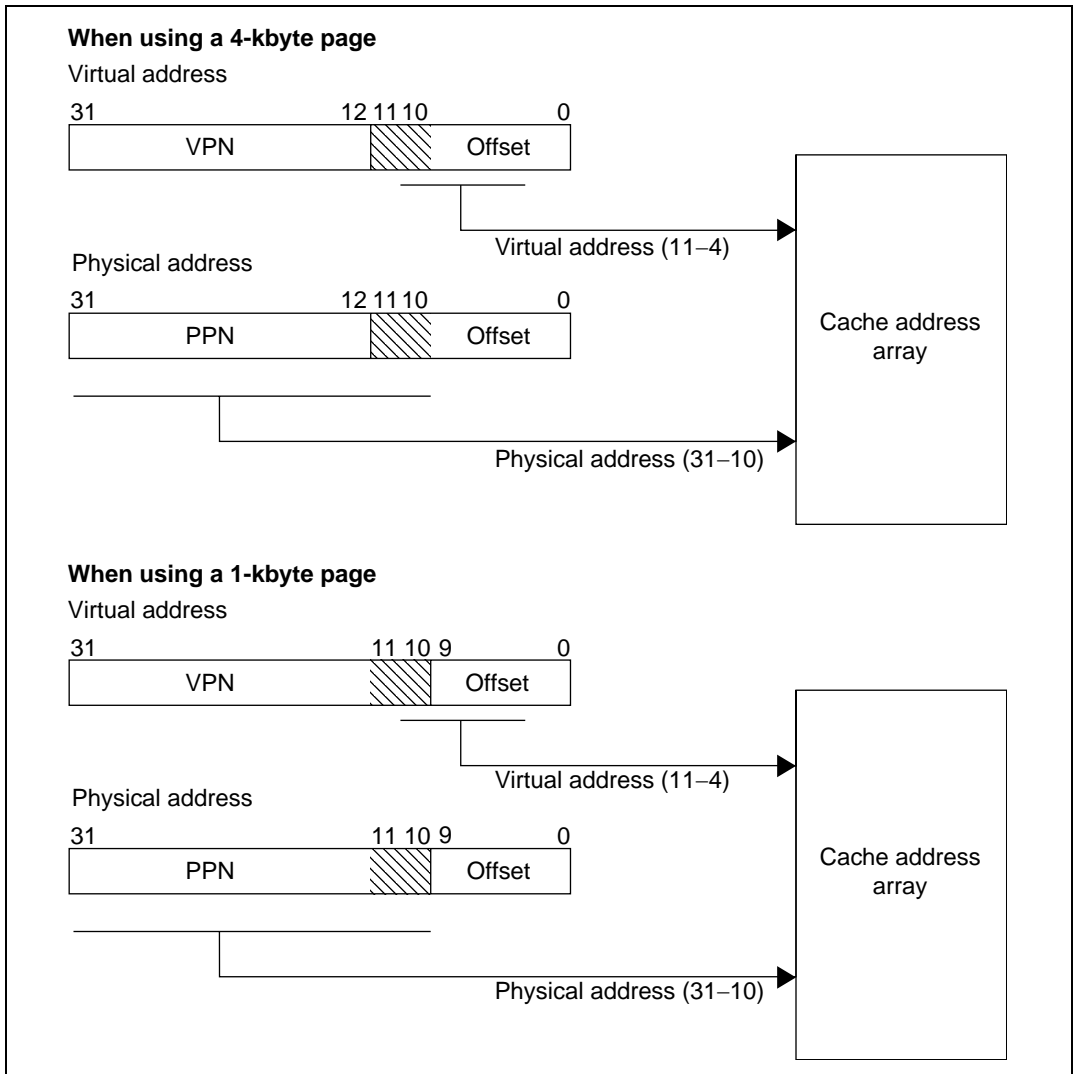 When using a 4-kbyte page
Virtual address
31 12 11 10 0
VPN Offset
Virtual address (11–4)
Physical address
31 12 11 10 0
PPN Offset
Cache address
array
Physical address (31–10)
When using a 1-kbyte page
Virtual address
31 11 10 9 0
VPN Offset
Virtual address (11–4)
Physical address
31 11 10 9 0
PPN Offset
Cache address
array
Physical address (31–10)